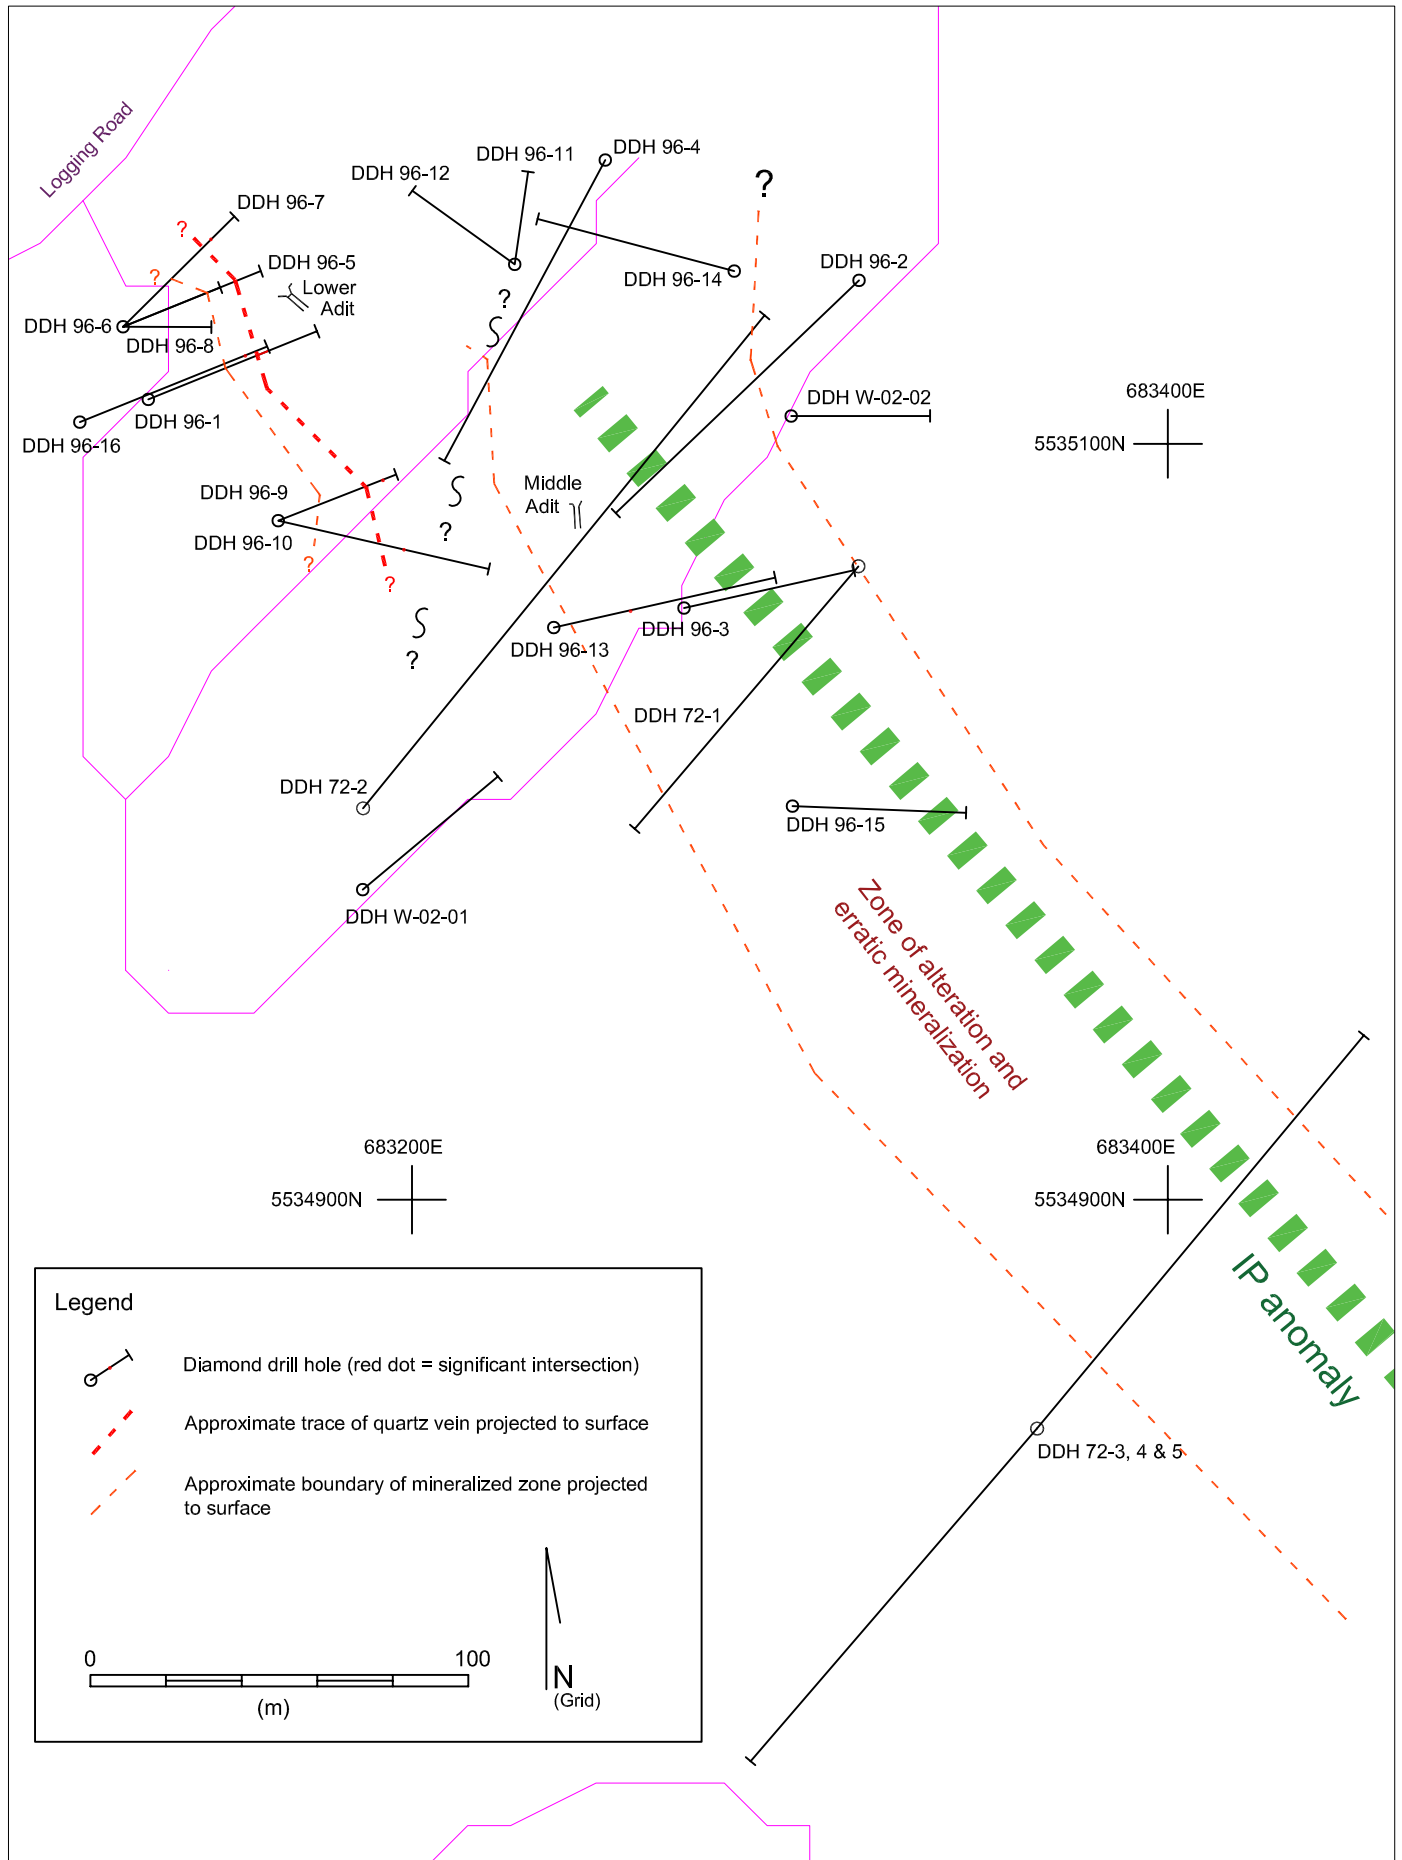 Logging Road
DDH 96-4
DDH 96-11
DDH 96-12
?
DDH 96-7
?
DDH 96-5
?
DDH 96-2
DDH 96-14
Lower
Adit
?
DDH 96-6
DDH 96-8
683400E
DDH W-02-02
DDH 96-1
DDH 96-16
5535100N
Middle
Adit
DDH 96-9
?
DDH 96-10
?
?
DDH 96-3
DDH 96-13
?
DDH 72-1
DDH 72-2
DDH 96-15
DDH W-02-01
Zone of alteration and
erratic mineralization
683200E
5534900N
683400E
5534900N
IP anomaly
DDH 72-3, 4 & 5
Legend
Diamond drill hole (red dot = significant intersection)
Approximate trace of quartz vein projected to surface
Approximate boundary of mineralized zone projected
to surface
0
100
(m)
N
(Grid)